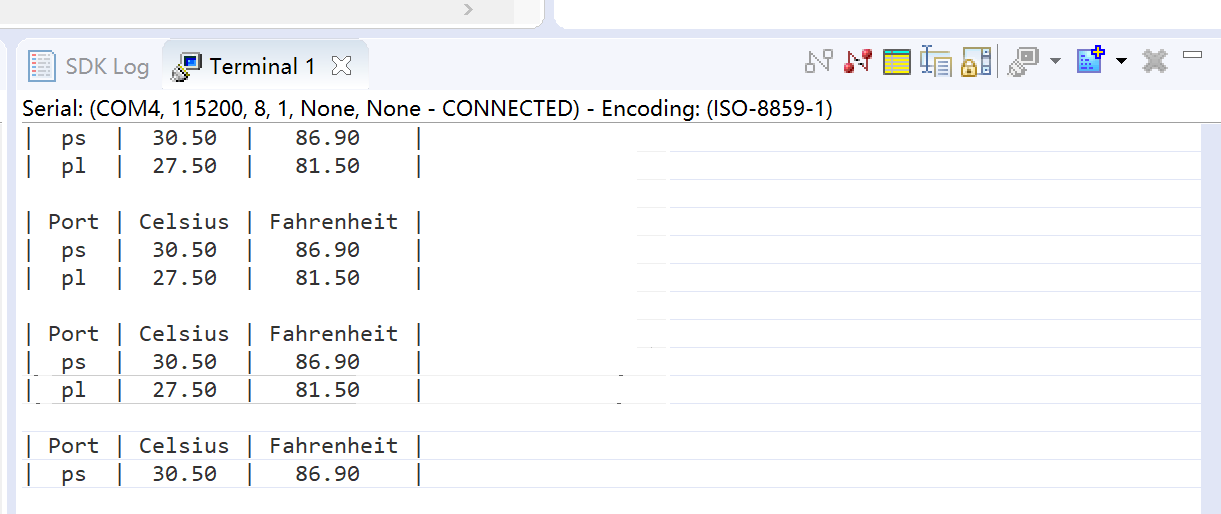 SDK Log Terminal 1
Serial: (COM4, 115200, 8, 1, None, None - CONNECTED) - Encoding: (ISO-8859-1)
| ps | 30.50 | 86.90 |
| pl | 27.50 | 81.50 |
| Port | Celsius | Fahrenheit |
| ps | 30.50 | 86.90 |
| pl | 27.50 | 81.50 |
| Port | Celsius | Fahrenheit |
| ps | 30.50 | 86.90 |
| pl | 27.50 | 81.50 |
| Port | Celsius | Fahrenheit |
| ps | 30.50 | 86.90 |